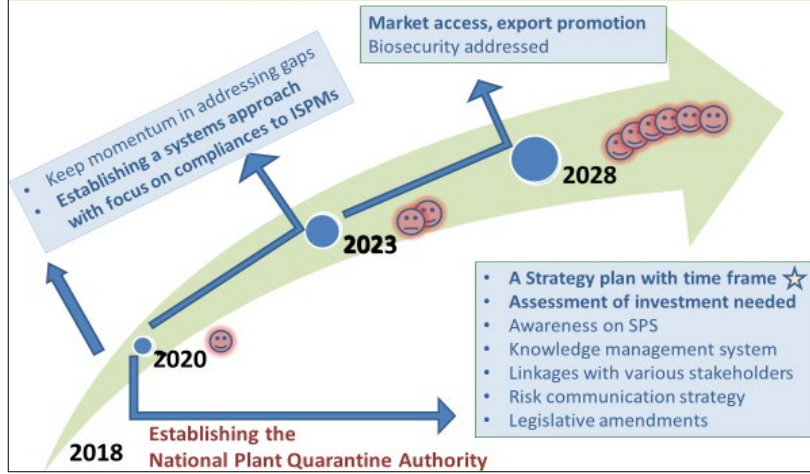 Market access, export promotion
Biosecurity addressed
• Keep momentum in addressing gaps
• Establishing a systems approach
with focus on compliances to ISPMs
2028
2023
2020
2018
• A Strategy plan with time frame
• Assessment of investment needed
• Awareness on SPS
• Knowledge management system
• Linkages with various stakeholders
• Risk communication strategy
• Legislative amendments
Establishing the
National Plant Quarantine Authority